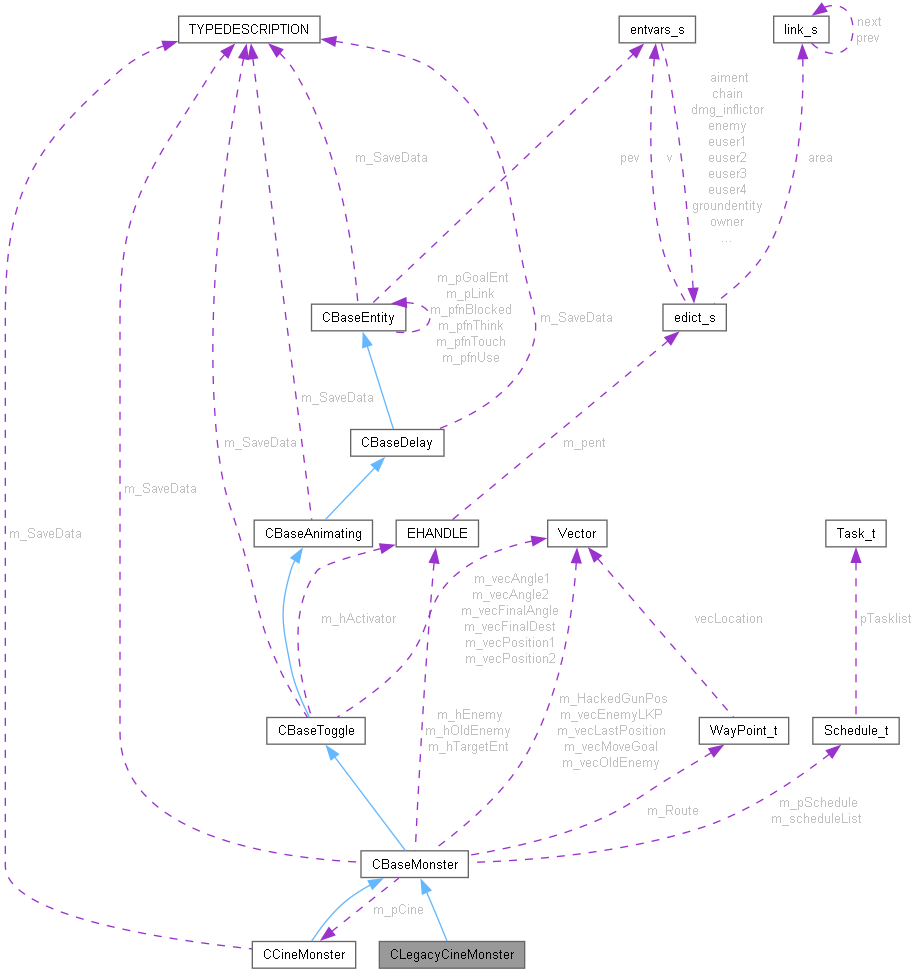 TYPEDESCRIPTION
entvars_s
link_s
next
prev
aiment
chain
dmg_inflictor
enemy
euser1
euser2
euser3
euser4
groundentity
owner
...
m_SaveData
pev
v
area
m_pGoalEnt
m_pLink
m_pfnBlocked
m_pfnThink
m_pfnTouch
m_pfnUse
CBaseEntity
edict_s
m_SaveData
m_SaveData
m_SaveData
CBaseDelay
m_pent
m_SaveData
m_SaveData
CBaseAnimating
EHANDLE
Vector
Task_t
m_hActivator
m_vecAngle1
m_vecAngle2
m_vecFinalAngle
m_vecFinalDest
m_vecPosition1
m_vecPosition2
vecLocation
pTasklist
CBaseToggle
m_hEnemy
m_hOldEnemy
m_hTargetEnt
m_HackedGunPos
m_vecEnemyLKP
m_vecLastPosition
m_vecMoveGoal
m_vecOldEnemy
WayPoint_t
Schedule_t
m_Route
m_pSchedule
m_scheduleList
CBaseMonster
m_pCine
CCineMonster
CLegacyCineMonster